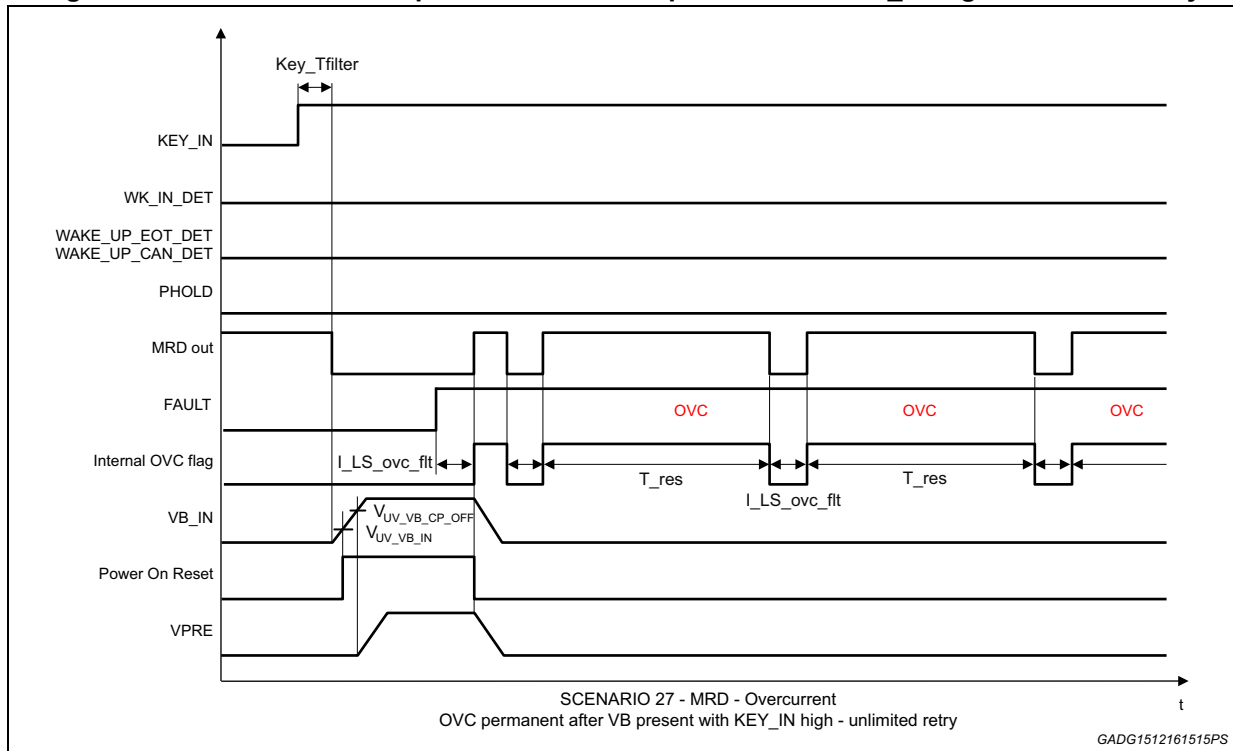 Key_Tfilter
KEY_IN
WK_IN_DET
WAKE_UP_EOT_DET
WAKE_UP_CAN_DET
PHOLD
MRD out
FAULT
OVC OVC OVC
Internal OVC flag
I_LS_ovc_flt
T_res
I_LS_ovc_flt
T_res
VB_IN
VUV_VB_CP_OFF
VUV_VB_IN
Power On Reset
VPRE
t
SCENARIO 27 - MRD - Overcurrent
OVC permanent after VB present with KEY_IN high - unlimited retry
GADG1512161515PS